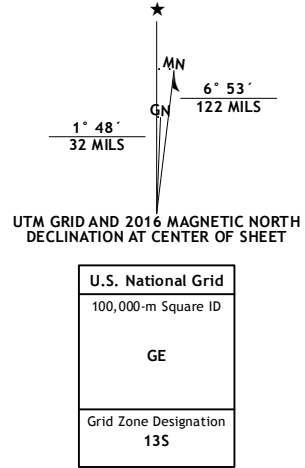 ★
MN
GN
6° 53´
122 MILS
1° 48´
32 MILS
UTM GRID AND 2016 MAGNETIC NORTH
DECLINATION AT CENTER OF SHEET
U.S. National Grid
100,000-m Square ID
GE
Grid Zone Designation
13S